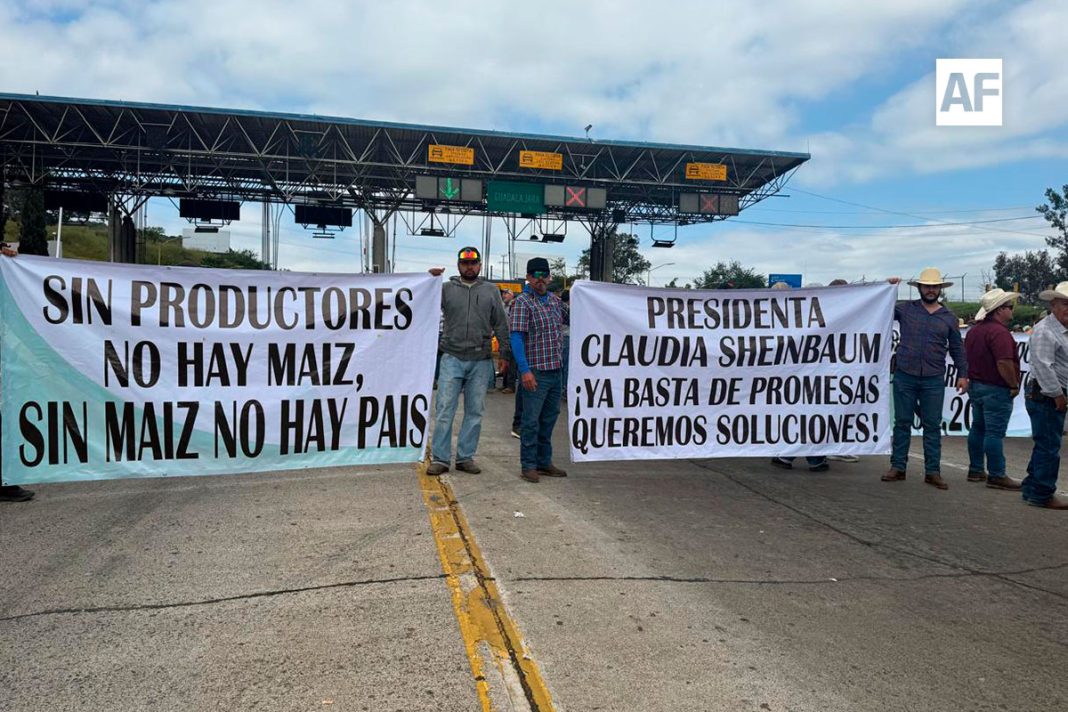 AF
GUADALAJARA
SIN PRODUCTORES
NO HAY MAIZ,
SIN MAIZ NO HAY PAIS
PRESIDENTA
CLAUDIA SHEINBAUM
¡YA BASTA DE PROMESAS
QUEREMOS SOLUCIONES!